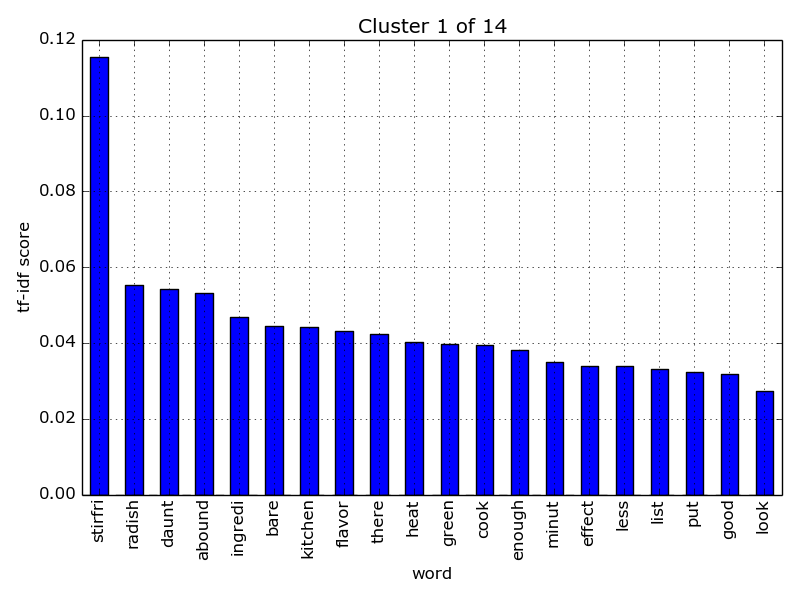 Cluster 1 of 14
tf-idf score
0.12
0.10
0.08
0.06
0.04
0.02
0.00
stirfri
radish
daunt
abound
ingredi
bare
kitchen
flavor
there
heat
green
cook
enough
minut
effect
less
list
put
good
look
word